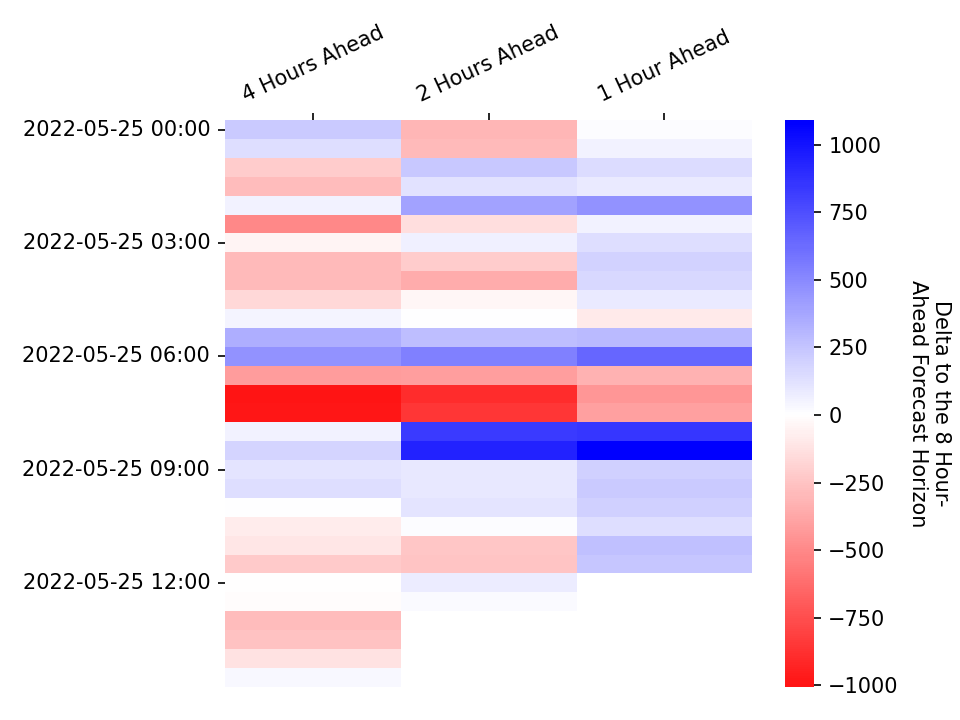 4 Hours Ahead
2 Hours Ahead
1 Hour Ahead
2022-05-25 00:00
2022-05-25 03:00
2022-05-25 06:00
2022-05-25 09:00
2022-05-25 12:00
1000
750
500
250
0
−250
−500
−750
−1000
Delta to the 8 Hour-
Ahead Forecast Horizon